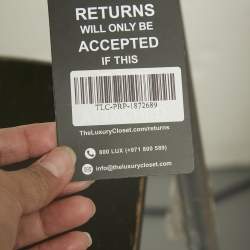 RETURNS
WILL ONLY BE
ACCEPTED
IF THIS
TLC-PRP-1872689
TheLuxuryCloset.com/returns
800 LUX (+971 800 589)
info@theluxurycloset.com